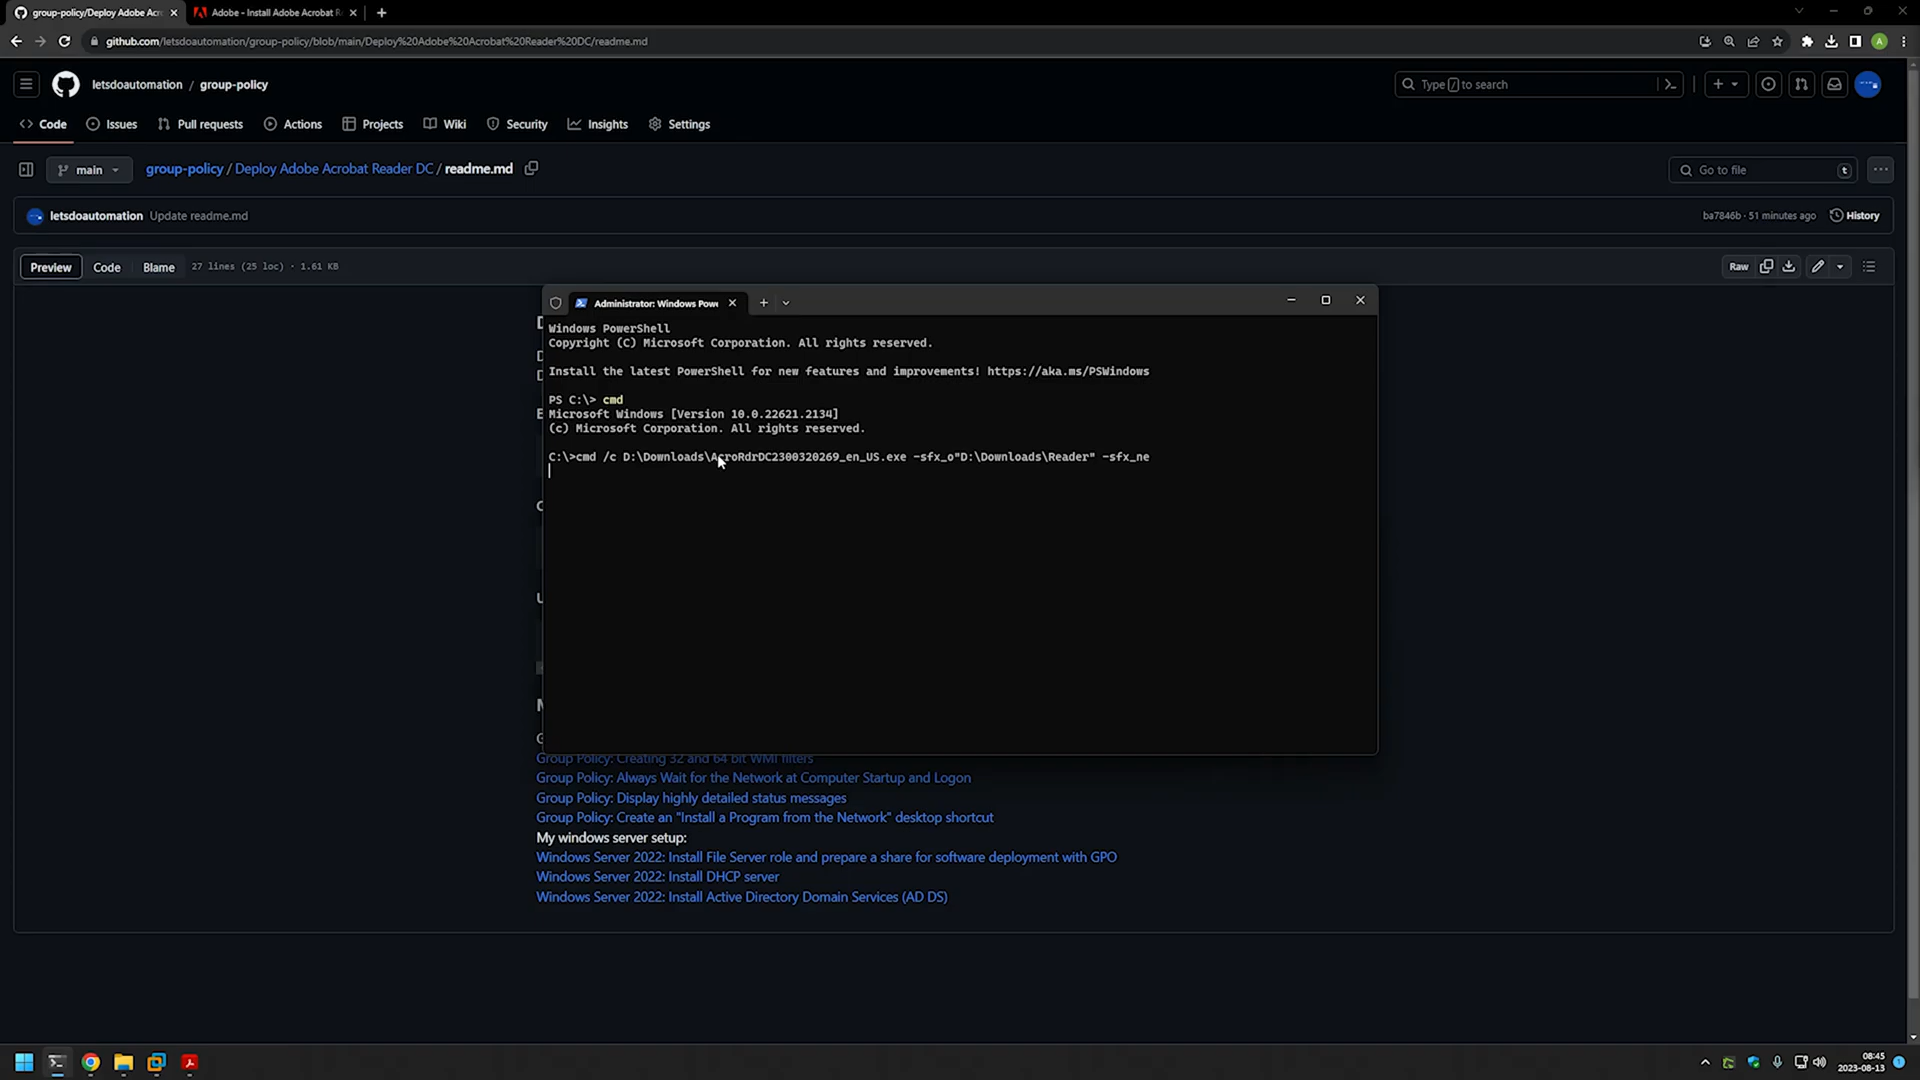 group-policy/Deploy Adobe Acr
Adobe - Install Adobe Acrobat R
github.com/letsdoautomation/group-policy/blob/main/Deploy%20Adobe%20Acrobat%20Reader%20DC/readme.md
A
letsdoautomation / group-policy
Type / to search
Code
Issues
Pull requests
Actions
Projects
Wiki
Security
Insights
Settings
main
group-policy / Deploy Adobe Acrobat Reader DC / readme.md
Go to file
t
letsdoautomation Update readme.md
ba7846b · 51 minutes ago
History
Preview
Code
Blame
27 lines (25 loc) · 1.61 KB
Raw
Administrator: Windows Pow
Windows PowerShell
Copyright (C) Microsoft Corporation. All rights reserved.
Install the latest PowerShell for new features and improvements! https://aka.ms/PSWindows
PS C:\> cmd
Microsoft Windows [Version 10.0.22621.2134]
(c) Microsoft Corporation. All rights reserved.
C:\>cmd /c D:\Downloads\AcroRdrDC2300320269_en_US.exe -sfx_o"D:\Downloads\Reader" -sfx_ne
Group Policy: Creating 32 and 64 bit WMI filters
Group Policy: Always Wait for the Network at Computer Startup and Logon
Group Policy: Display highly detailed status messages
Group Policy: Create an "Install a Program from the Network" desktop shortcut
My windows server setup:
Windows Server 2022: Install File Server role and prepare a share for software deployment with GPO
Windows Server 2022: Install DHCP server
Windows Server 2022: Install Active Directory Domain Services (AD DS)
08:45
2023-08-13
1